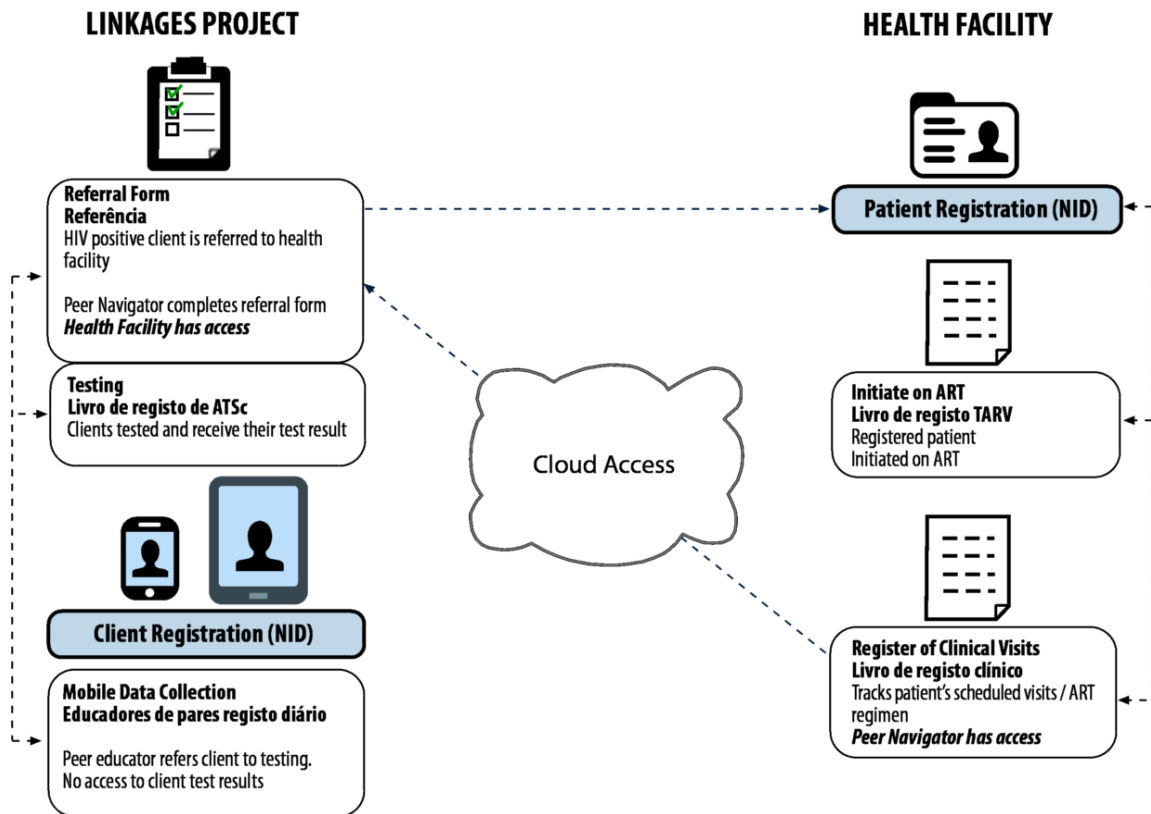 LINKAGES PROJECT
Referral Form
Referência
HIV positive client is referred to health
facility
Peer Navigator completes referral form
Health Facility has access
Testing
Livro de registo de ATSc
Clients tested and receive their test result
Client Registration (NID)
Mobile Data Collection
Educadores de pares registo diário
Peer educator refers client to testing.
No access to client test results
Cloud Access
HEALTH FACILITY
Patient Registration (NID)
Initiate on ART
Livro de registo TARV
Registered patient
Initiated on ART
Register of Clinical Visits
Livro de registo clínico
Tracks patient's scheduled visits / ART
regimen
Peer Navigator has access